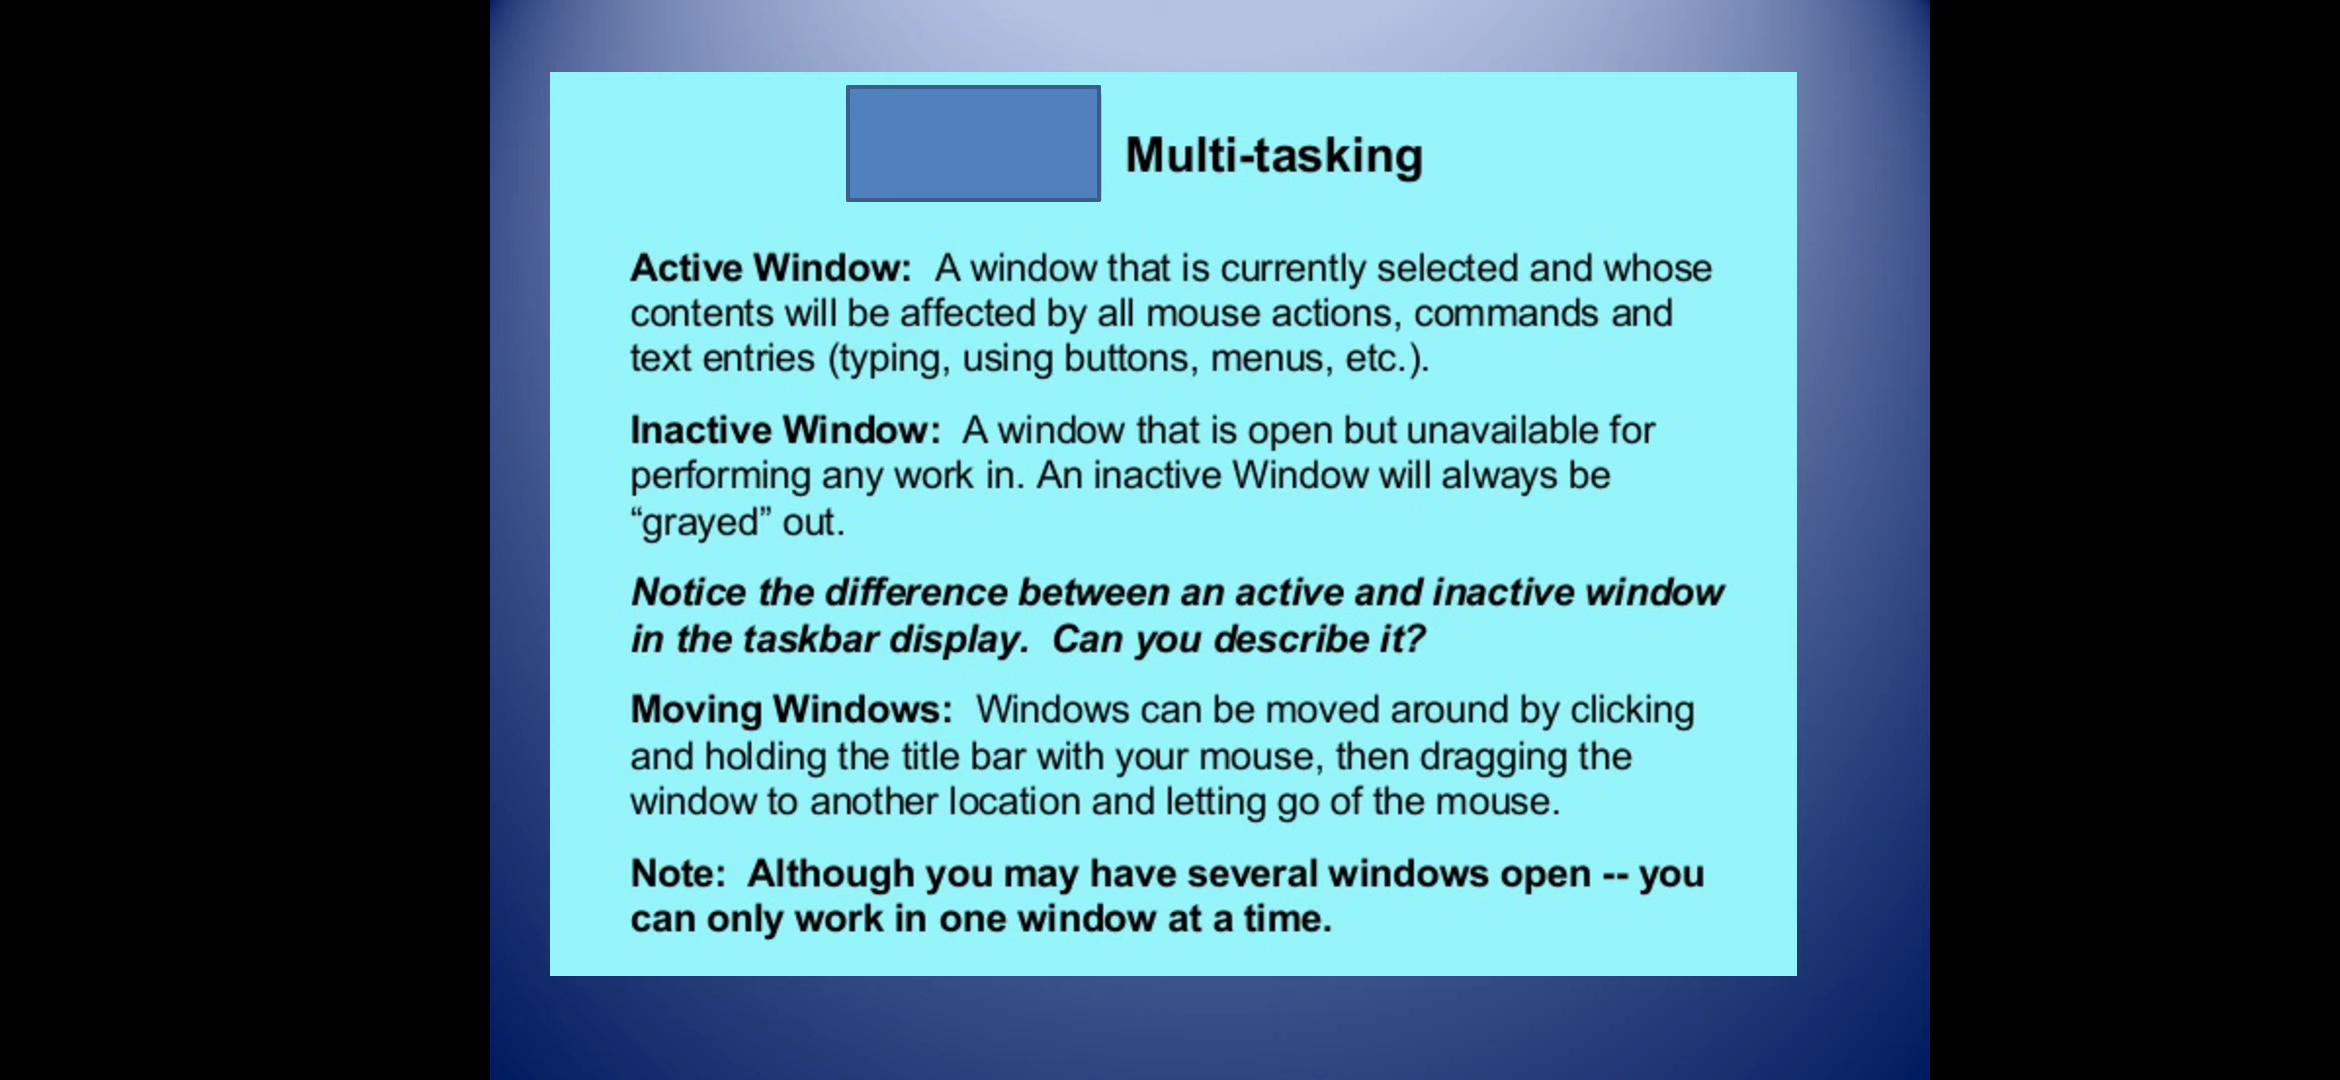 Multi-tasking
Active Window:  A window that is currently selected and whose
contents will be affected by all mouse actions, commands and
text entries (typing, using buttons, menus, etc.).
Inactive Window:  A window that is open but unavailable for
performing any work in. An inactive Window will always be
“grayed” out.
Notice the difference between an active and inactive window
in the taskbar display.  Can you describe it?
Moving Windows:  Windows can be moved around by clicking
and holding the title bar with your mouse, then dragging the
window to another location and letting go of the mouse.
Note:  Although you may have several windows open -- you
can only work in one window at a time.